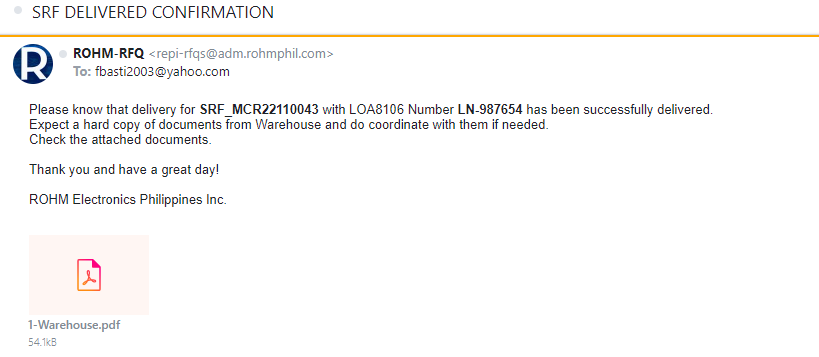 SRF DELIVERED CONFIRMATION
R
ROHM-RFQ <repi-rfqs@adm.rohmphil.com>
To: fbasti2003@yahoo.com
Please know that delivery for SRF_MCR22110043 with LOA8106 Number LN-987654 has been successfully delivered.
Expect a hard copy of documents from Warehouse and do coordinate with them if needed.
Check the attached documents.
Thank you and have a great day!
ROHM Electronics Philippines Inc.
1-Warehouse.pdf
54.1kB